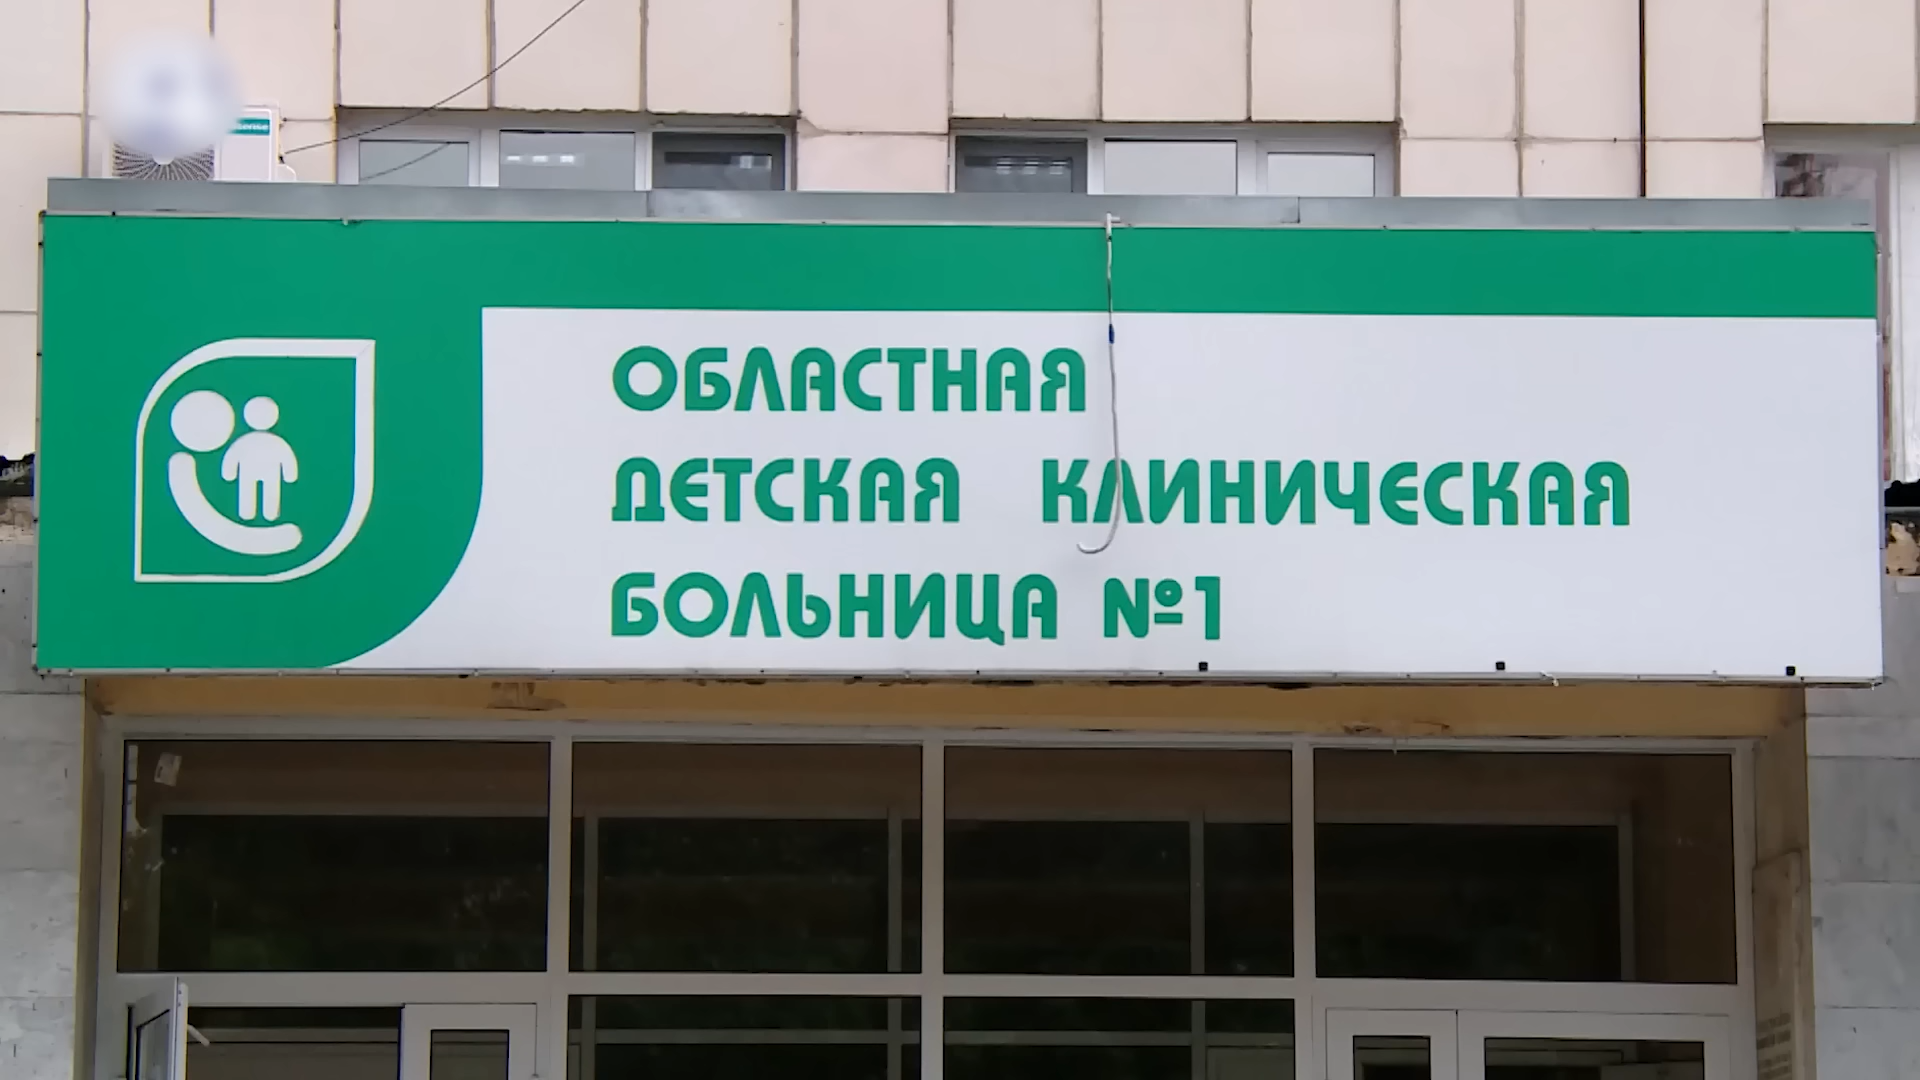 ОБЛАСТНАЯ
ДЕТСКАЯ КЛИНИЧЕСКАЯ
БОЛЬНИЦА №1